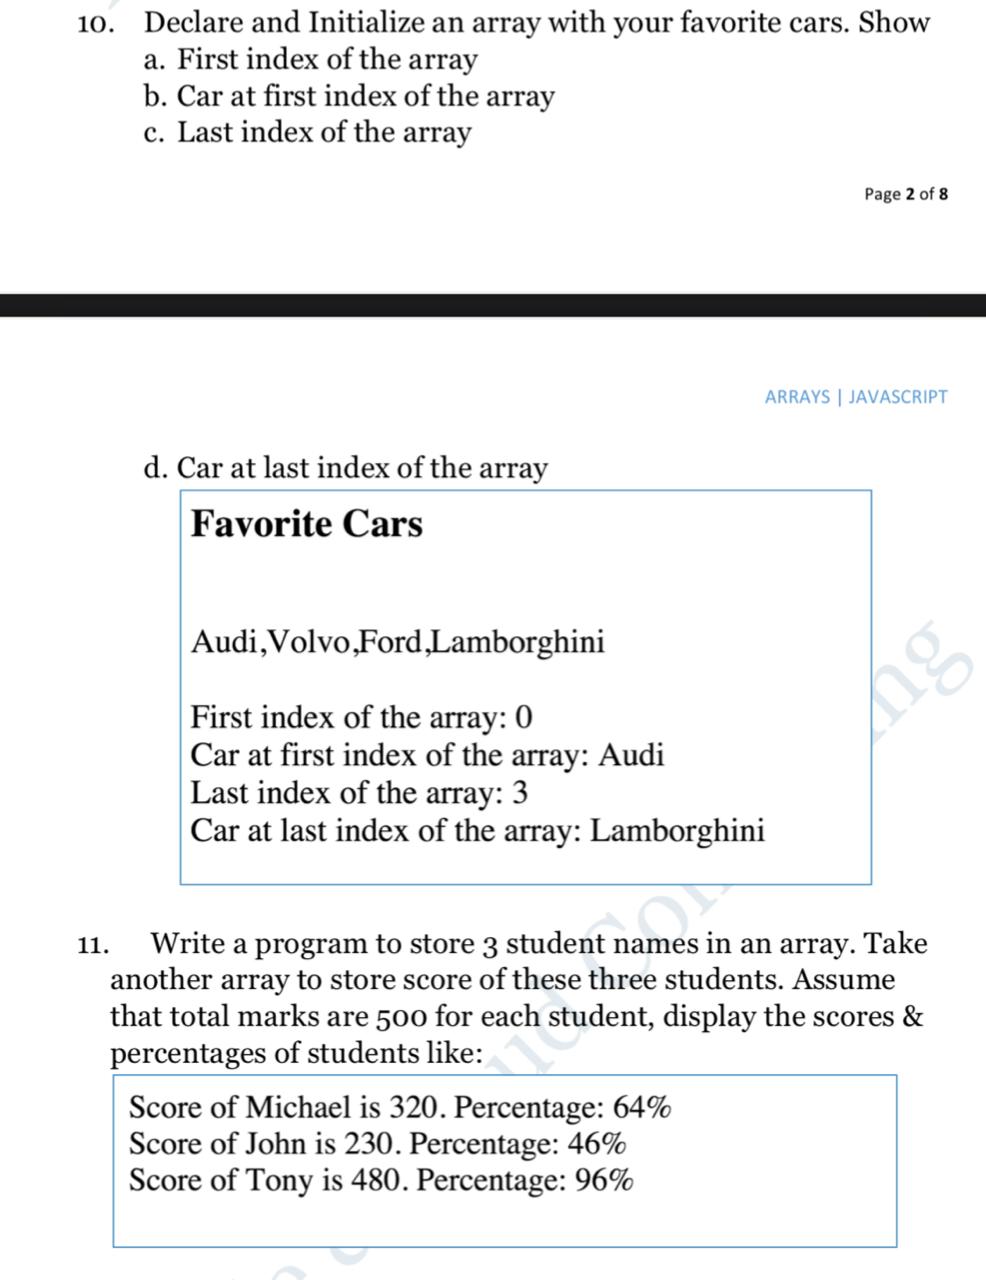 10. Declare and Initialize an array with your favorite cars. Show
a. First index of the array
b. Car at first index of the array
c. Last index of the array
Page 2 of 8
ARRAYS | JAVASCRIPT
d. Car at last index of the array
Favorite Cars
Audi,Volvo,Ford,Lamborghini
First index of the array: 0
Car at first index of the array: Audi
Last index of the array: 3
Car at last index of the array: Lamborghini
11. Write a program to store 3 student names in an array. Take
another array to store score of these three students. Assume
that total marks are 500 for each student, display the scores &
percentages of students like:
Score of Michael is 320. Percentage: 64%
Score of John is 230. Percentage: 46%
Score of Tony is 480. Percentage: 96%